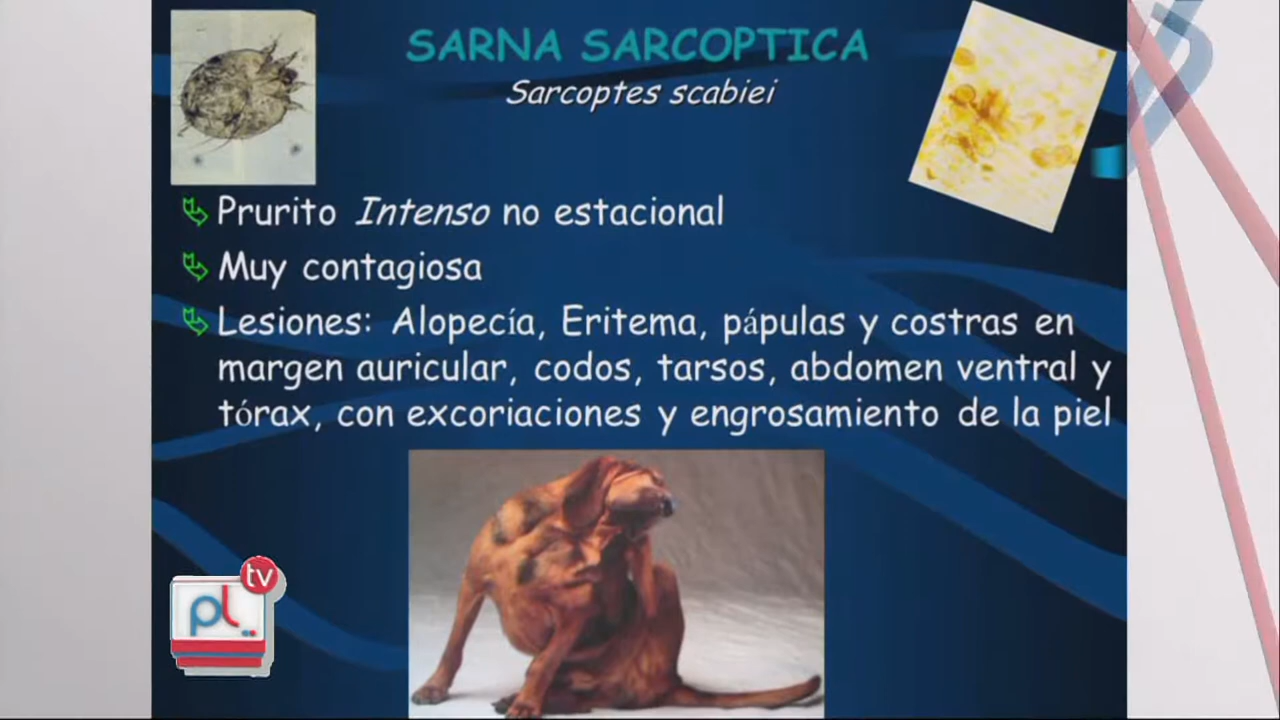 SARNA SARCOPTICA
Sarcoptes scabiei
Prurito Intenso no estacional
Muy contagiosa
Lesiones: Alopecía, Eritema, pápulas y costras en
margen auricular, codos, tarsos, abdomen ventral y
tórax, con excoriaciones y engrosamiento de la piel
tv
pl